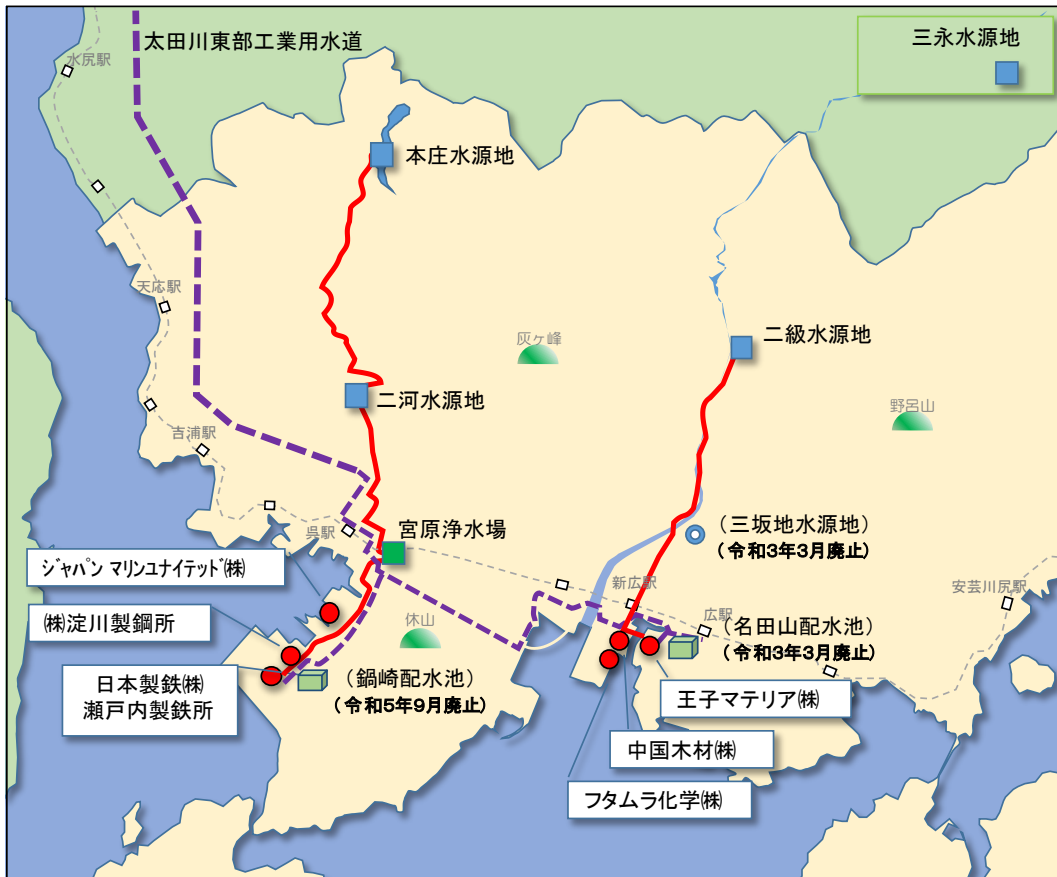 太田川東部工業用水道
三永水源地
水尻駅
本庄水源地
天応駅
灰ヶ峰
二級水源地
二河水源地
野呂山
吉浦駅
呉駅
宮原浄水場
(三坂地水源地)
(令和3年3月廃止)
ジャパン マリンユナイテッド㈱
新広駅
安芸川尻駅
㈱淀川製鋼所
休山
広駅
(名田山配水池)
(令和3年3月廃止)
日本製鉄㈱
瀬戸内製鉄所
(鍋崎配水池)
(令和5年9月廃止)
王子マテリア㈱
中国木材㈱
フタムラ化学㈱